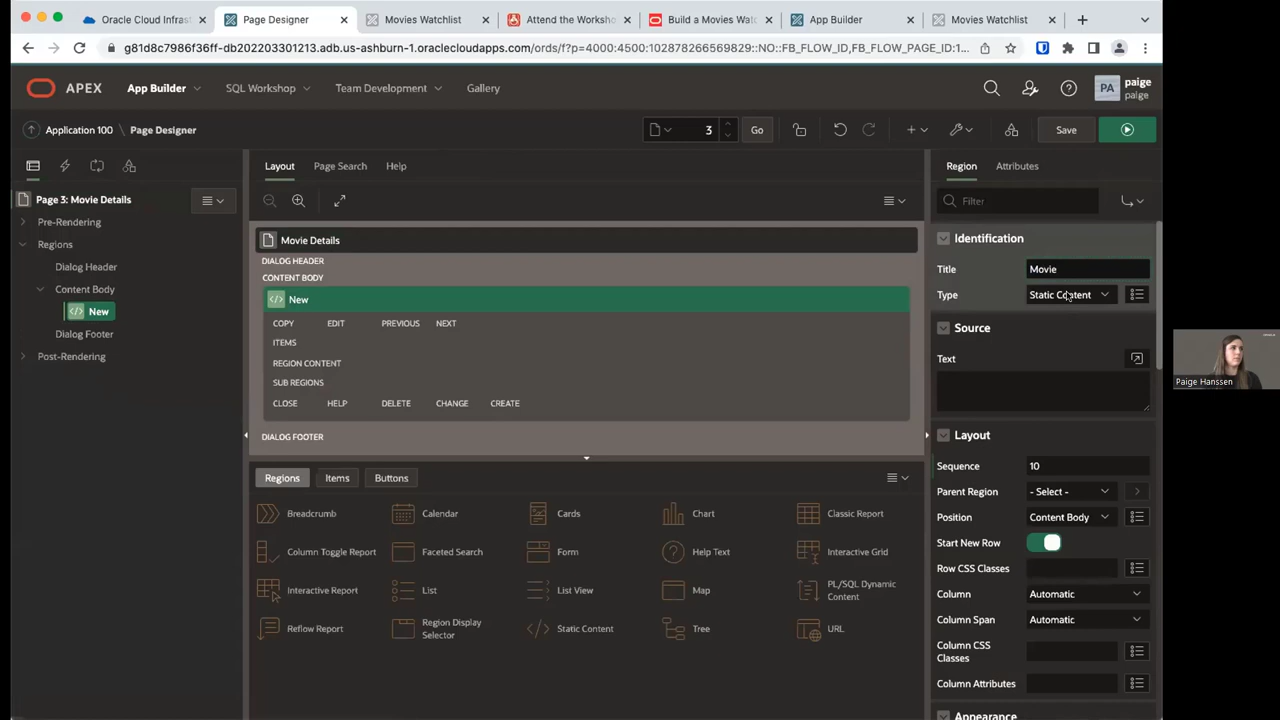 Oracle Cloud Infras
Page Designer
Movies Watchlist
Attend the Worksho
Build a Movies Wat
App Builder
Movies Watchlist
g81d8c7986f36ff-db202203301213.adb.us-ashburn-1.oraclecloudapps.com/ords/f?p=4000:4500:10287826656929::NO::FB_FLOW_ID,FB_FLOW_PAGE_ID:1...
APEX
App Builder
SQL Workshop
Team Development
Gallery
PA
paige
paige
Application 100
Page Designer
3
Go
Save
Layout
Page Search
Help
Region
Attributes
Page 3: Movie Details
Pre-Rendering
Regions
Dialog Header
Content Body
New
Dialog Footer
Post-Rendering
Movie Details
DIALOG HEADER
CONTENT BODY
New
COPY EDIT PREVIOUS NEXT
ITEMS
REGION CONTENT
SUB REGIONS
CLOSE HELP DELETE CHANGE CREATE
DIALOG FOOTER
Regions Items Buttons
Breadcrumb Calendar Cards Chart Classic Report
Column Toggle Report Faceted Search Form Help Text Interactive Grid
Interactive Report List List View Map PL/SQL Dynamic
Content
Reflow Report Region Display
Selector Static Content Tree URL
Filter
Identification
Title Movie
Type Static Content
Source
Text
Layout
Sequence 10
Parent Region - Select -
Position Content Body
Start New Row
Row CSS Classes
Column Automatic
Column Span Automatic
Column CSS
Classes
Column Attributes
Appearance
Paige Hanssen